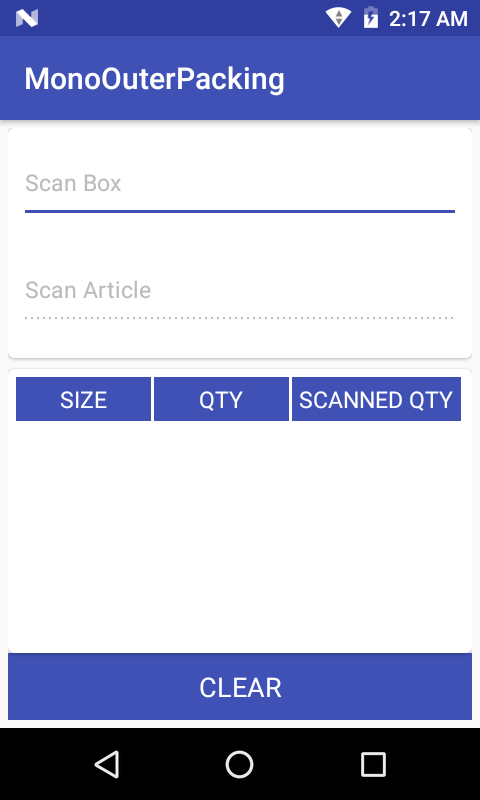 2:17 AM
MonoOuterPacking
Scan Box
Scan Article
SIZE QTY SCANNED QTY
CLEAR